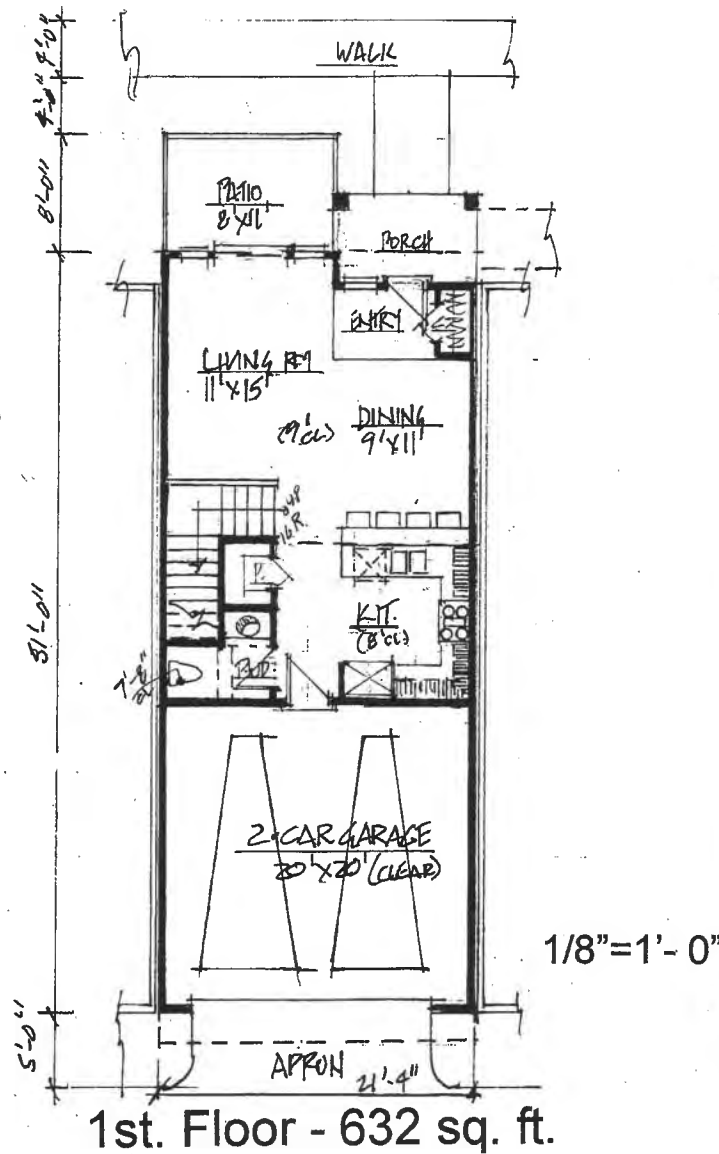 4'-0"
WALK
4'-0"
8'-0"
PATIO
8'X11'
PORCH
ENTRY
LIVING RM
11'X15'
(9'CL)
DINING
9'X11'
16R.
KIT.
(8'CL)
51'-0"
2-CAR GARAGE
20'X20' (CLEAR)
1/8"=1'- 0"
5'-0"
APRON
21'-4"
1st. Floor - 632 sq. ft.